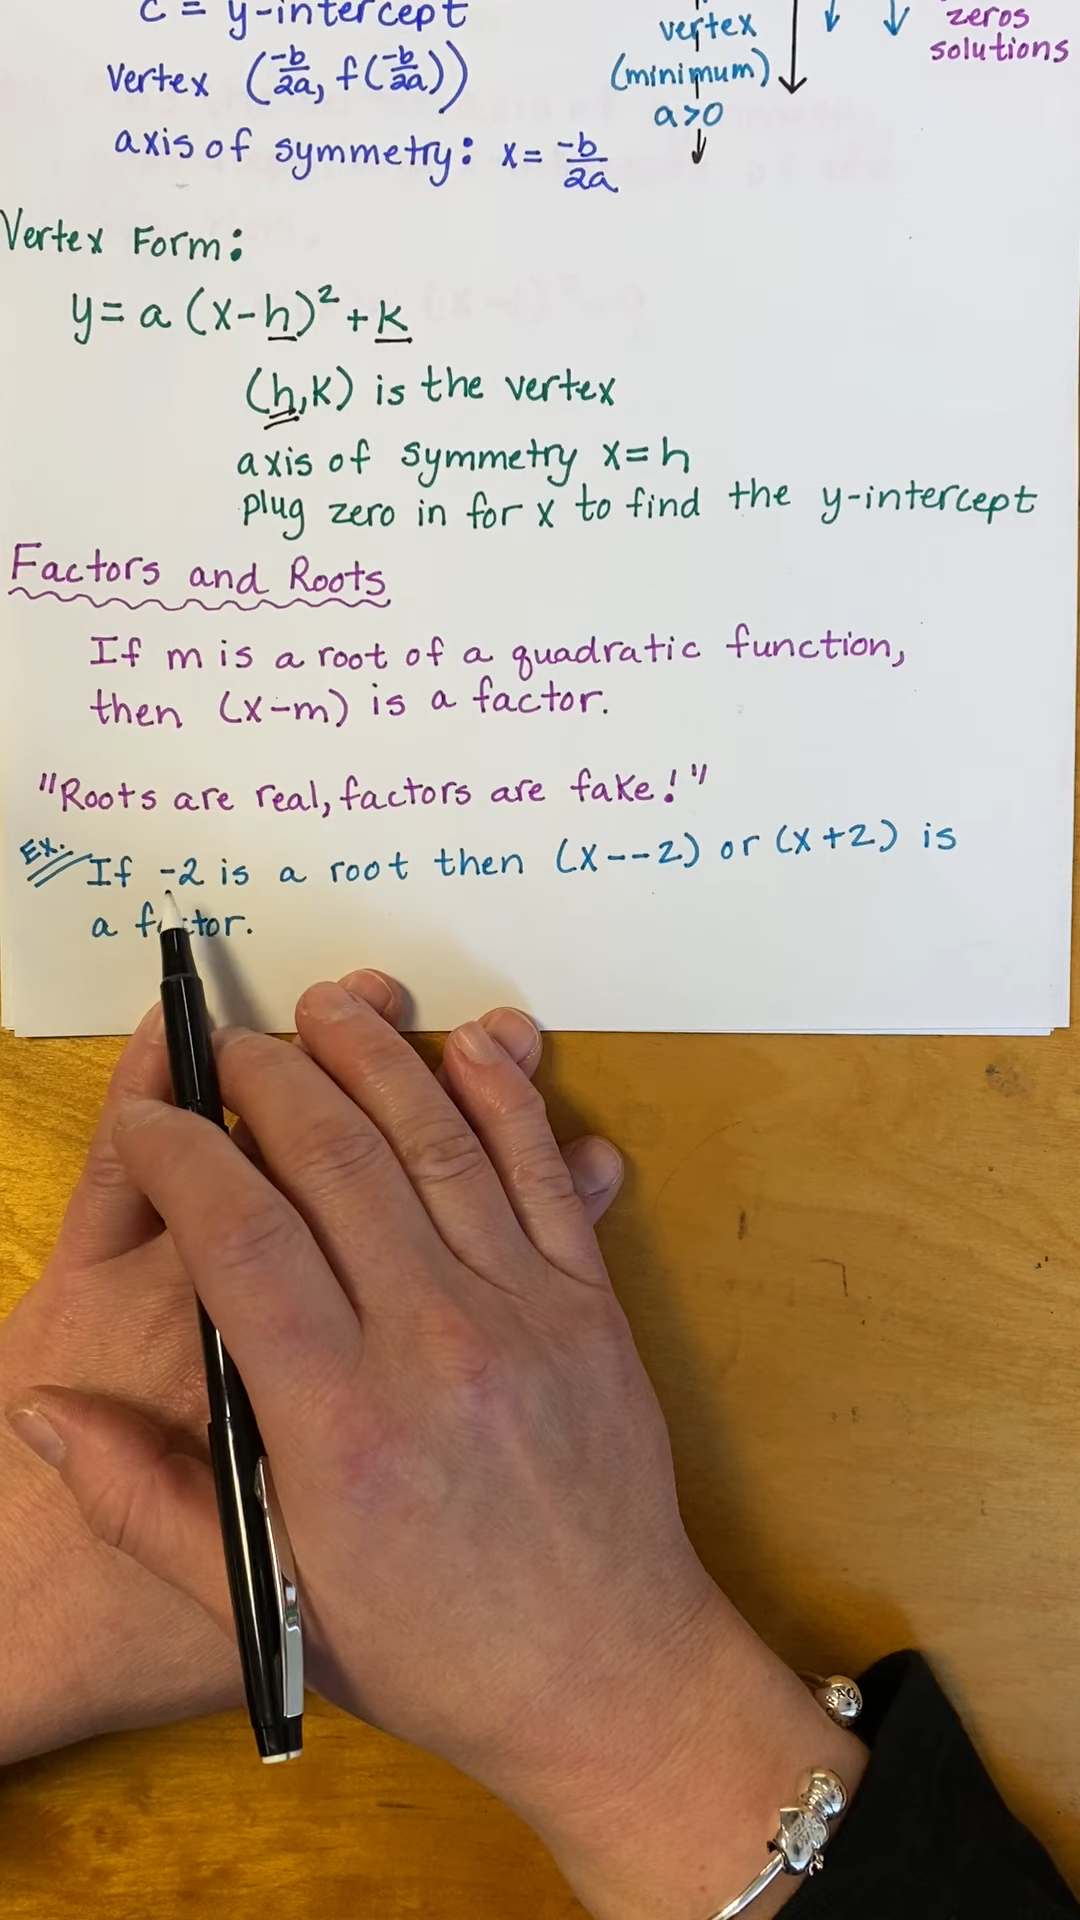 c = y-intercept
vertex (-b/2a, f(-b/2a))
axis of symmetry: x = -b/2a
vertex
(minimum)
a>0
zeros
solutions
Vertex Form:
y = a (x-h)² + k
(h,k) is the vertex
axis of symmetry x=h
plug zero in for x to find the y-intercept
Factors and Roots
If m is a root of a quadratic function,
then (x-m) is a factor.
"Roots are real, factors are fake!"
Ex. If -2 is a root then (x--2) or (x+2) is
a factor.